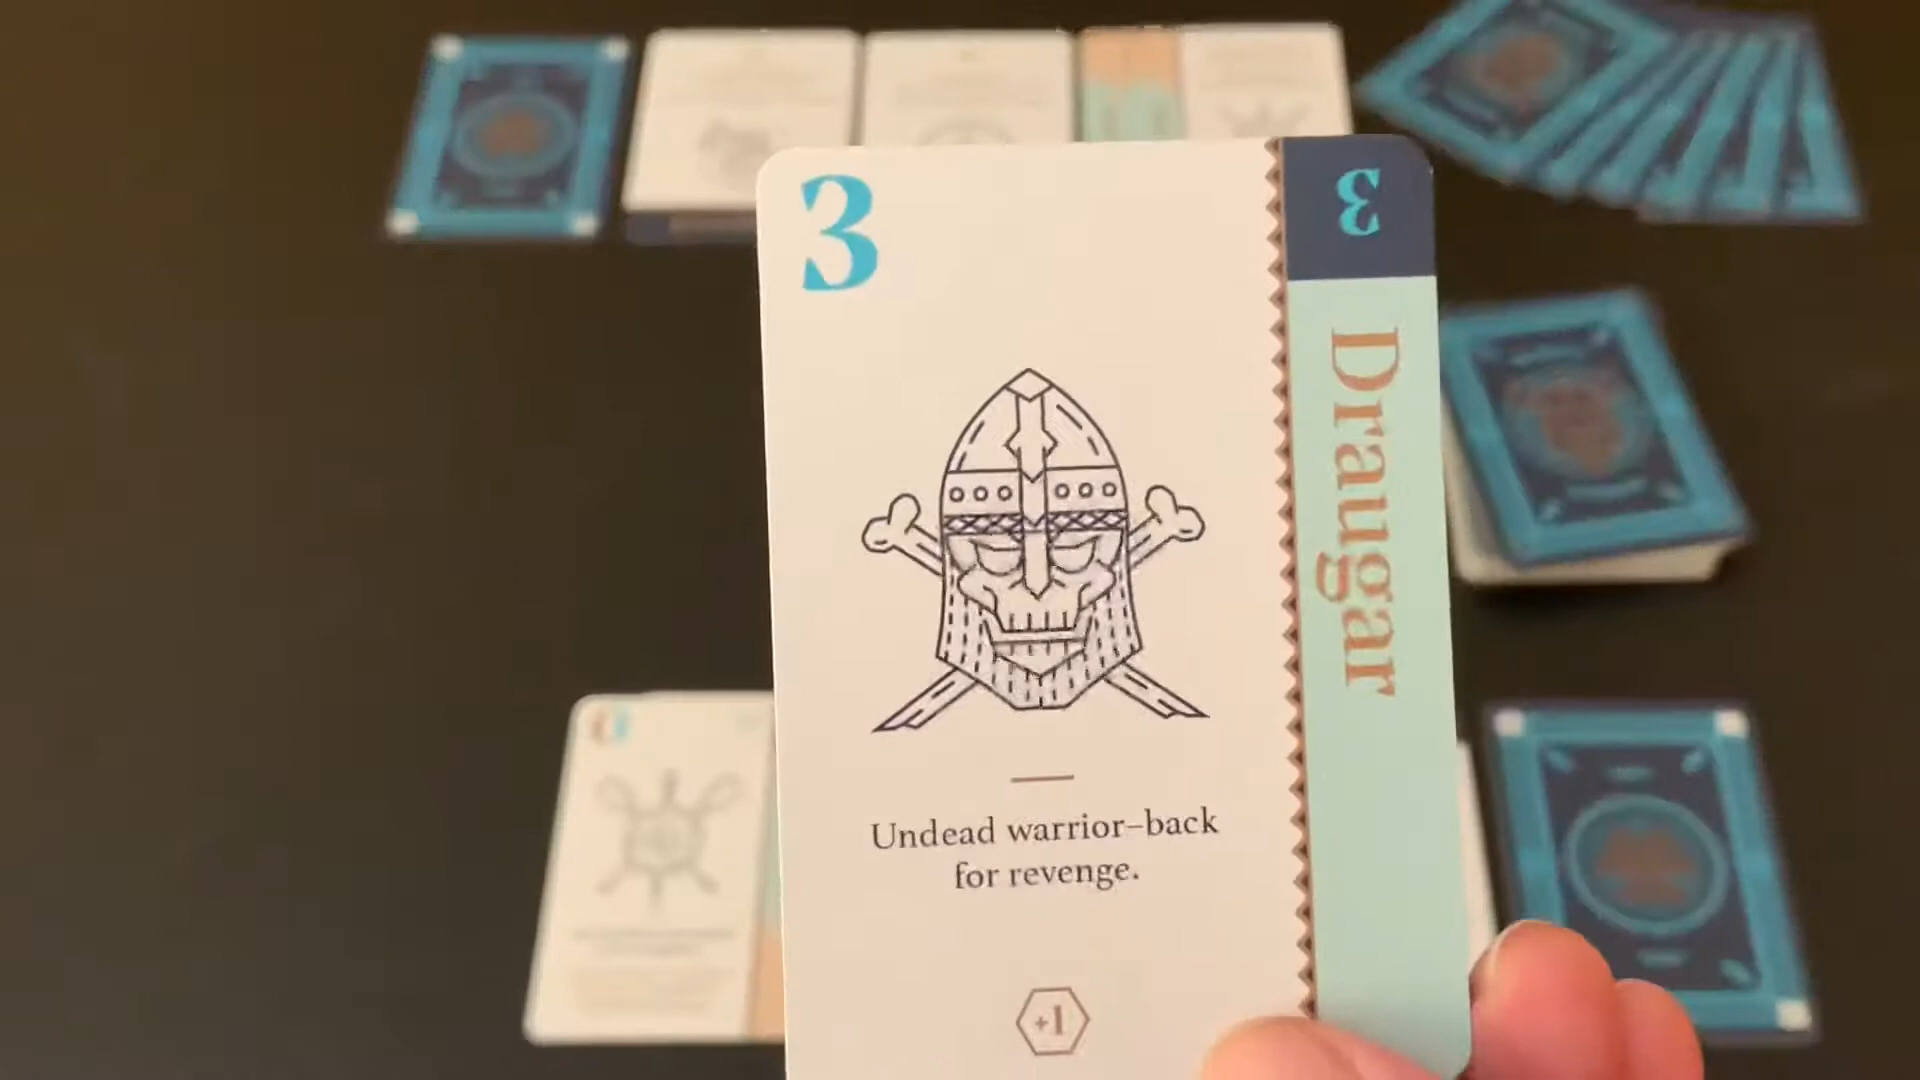 3
3
Draugar
Undead warrior–back
for revenge.
+1